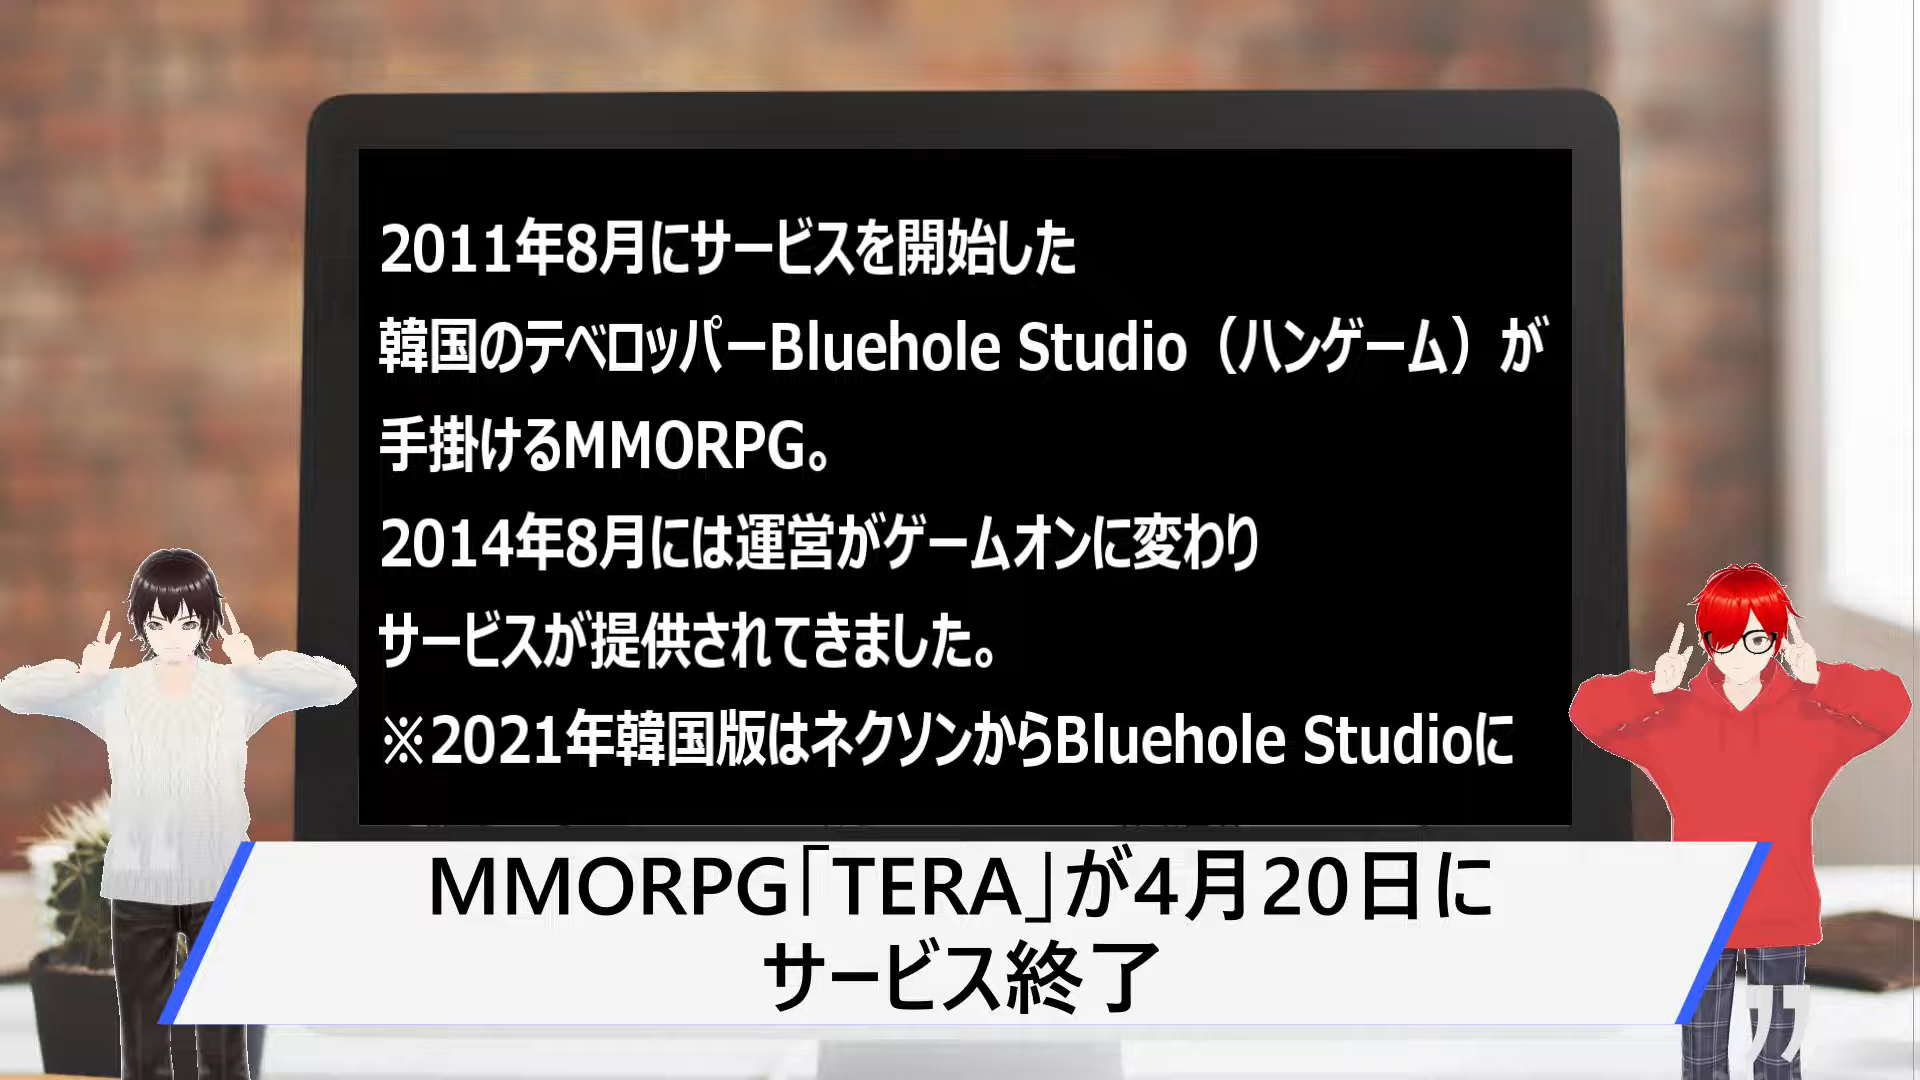 2011年8月にサービスを開始した
韓国のテベロッパーBluehole Studio（ハンゲーム）が
手掛けるMMORPG。
2014年8月には運営がゲームオンに変わり
サービスが提供されてきました。
※2021年韓国版はネクソンからBluehole Studioに
MMORPG「TERA」が4月20日に
サービス終了